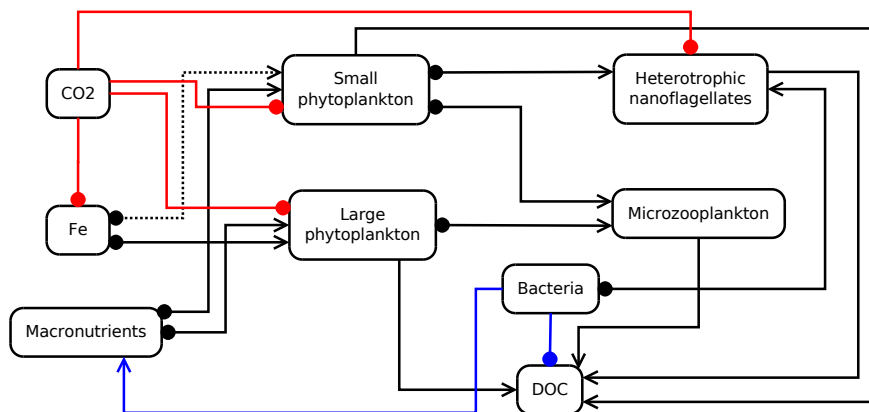 CO2
Small
phytoplankton
Heterotrophic
nanoflagellates
Fe
Large
phytoplankton
Microzooplankton
Bacteria
Macronutrients
DOC